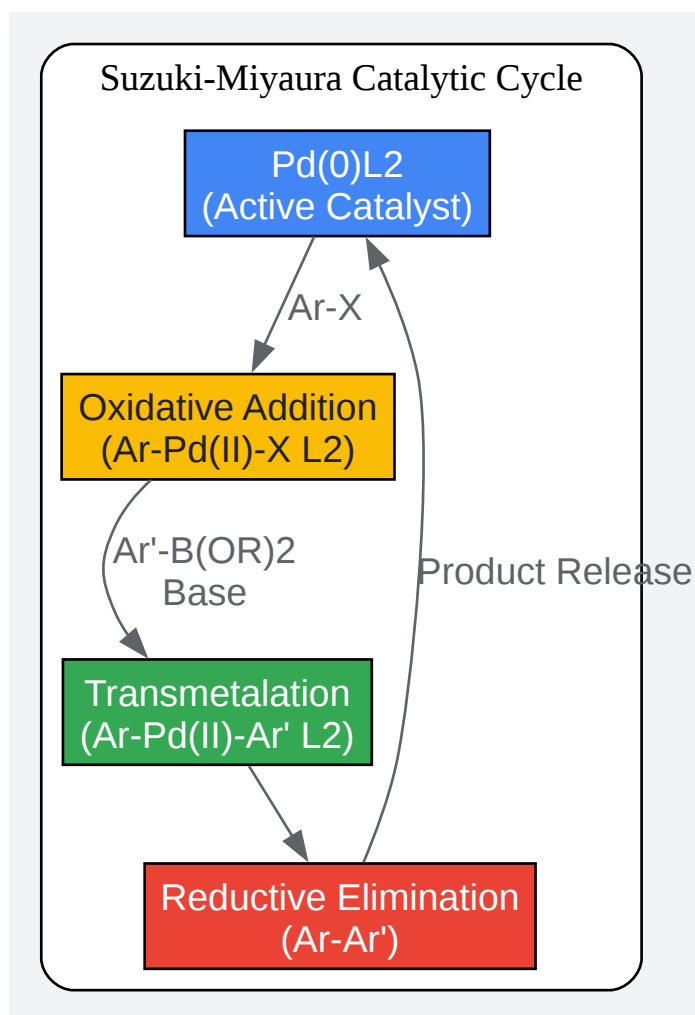 Suzuki-Miyaura Catalytic Cycle
Pd(0)L2
(Active Catalyst)
Ar-X
Oxidative Addition
(Ar-Pd(II)-X L2)
Ar'-B(OR)2
Base
Product Release
Transmetalation
(Ar-Pd(II)-Ar' L2)
Reductive Elimination
(Ar-Ar')